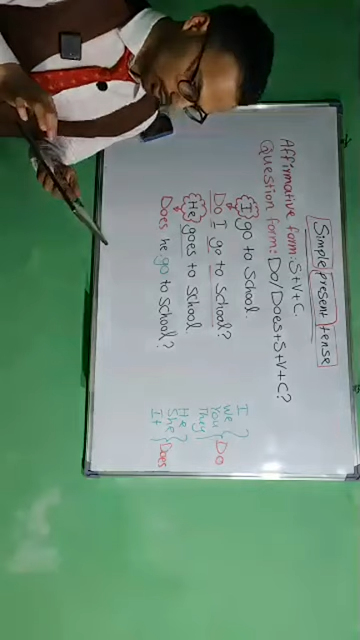 Simple present tense
Affirmative form: S+V+C.
Question form: Do/Does+S+V+C?
I go to School.
Do I go to School?
He goes to School
Does he go to School?
I
We
You
They
Do
He
She
It
Does